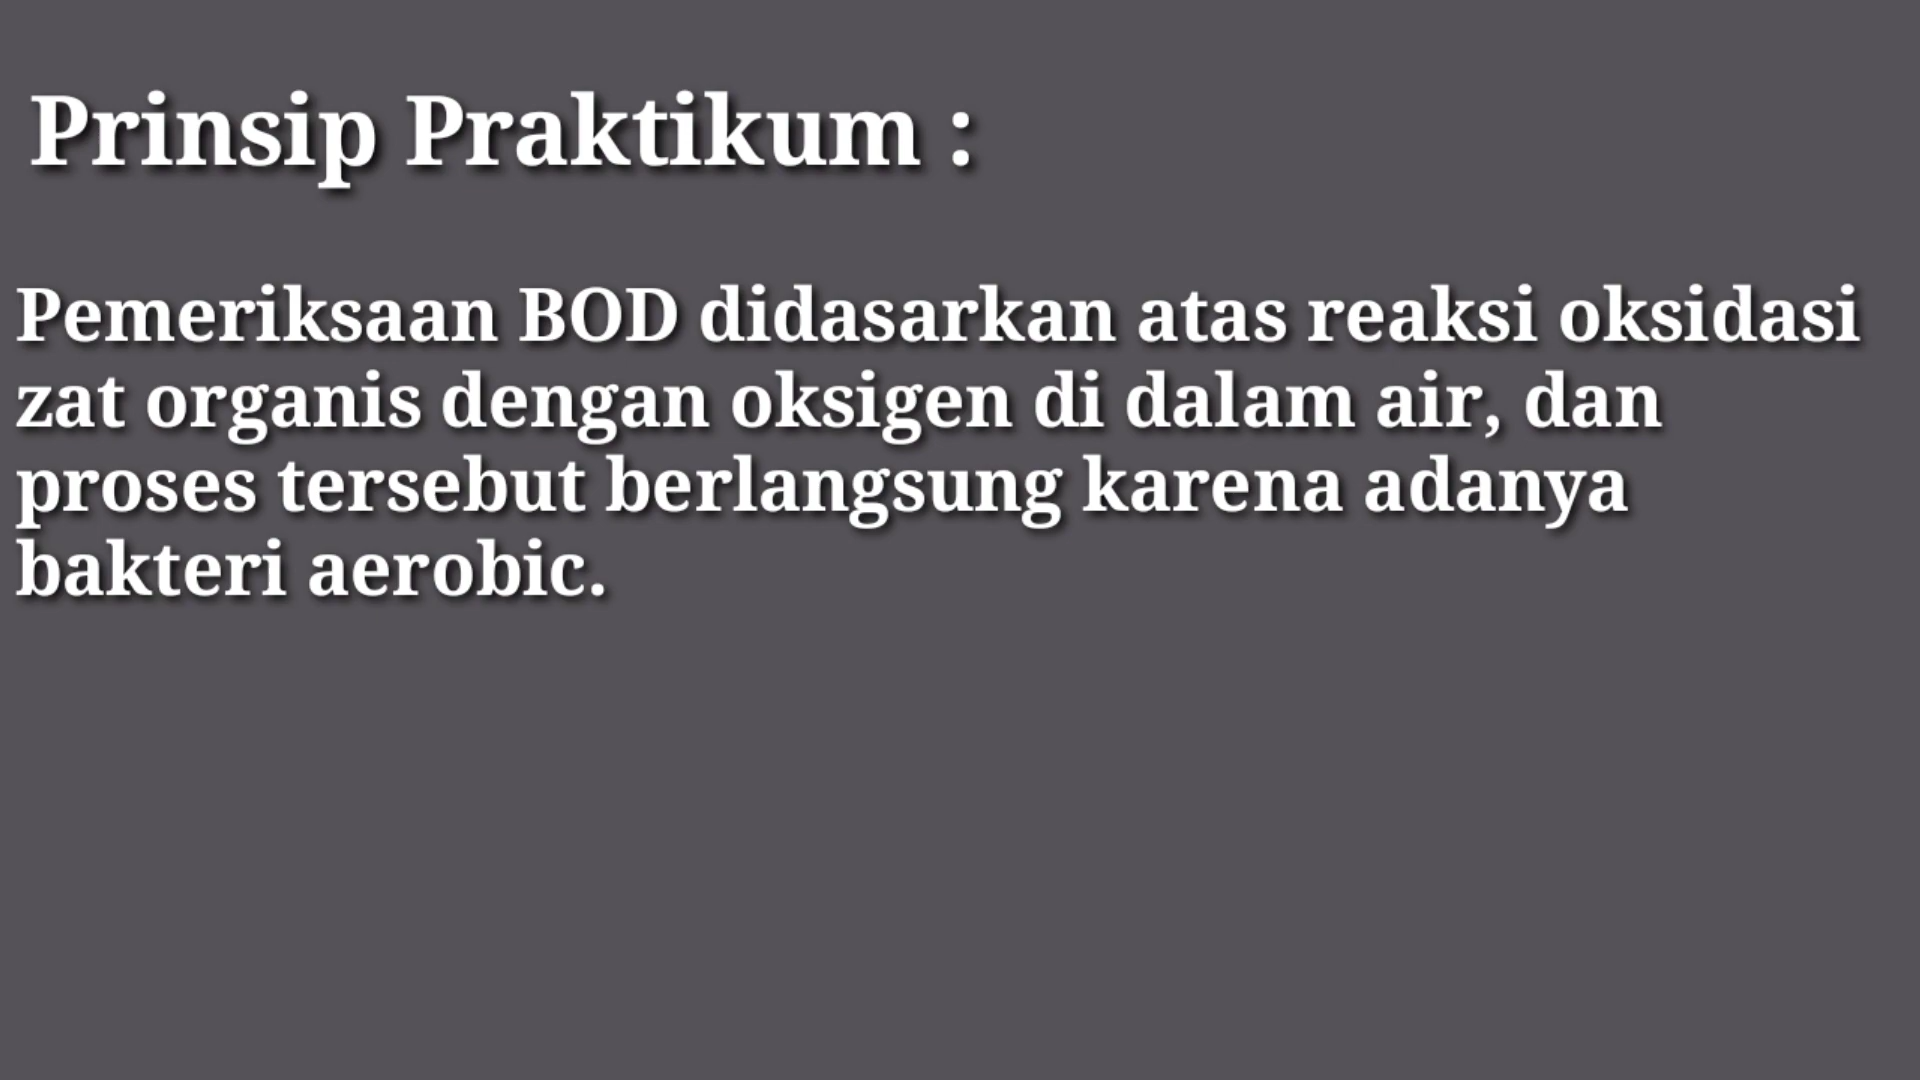 Prinsip Praktikum :
Pemeriksaan BOD didasarkan atas reaksi oksidasi
zat organis dengan oksigen di dalam air, dan
proses tersebut berlangsung karena adanya
bakteri aerobic.